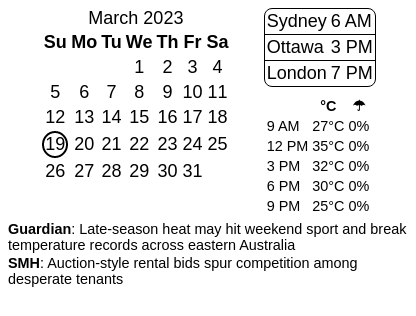 March 2023
Su Mo Tu We Th Fr Sa
1 2 3 4
5 6 7 8 9 10 11
12 13 14 15 16 17 18
19 20 21 22 23 24 25
26 27 28 29 30 31
Sydney 6 AM
Ottawa 3 PM
London 7 PM
°C ☂
9 AM 27°C 0%
12 PM 35°C 0%
3 PM 32°C 0%
6 PM 30°C 0%
9 PM 25°C 0%
Guardian: Late-season heat may hit weekend sport and break
temperature records across eastern Australia
SMH: Auction-style rental bids spur competition among
desperate tenants